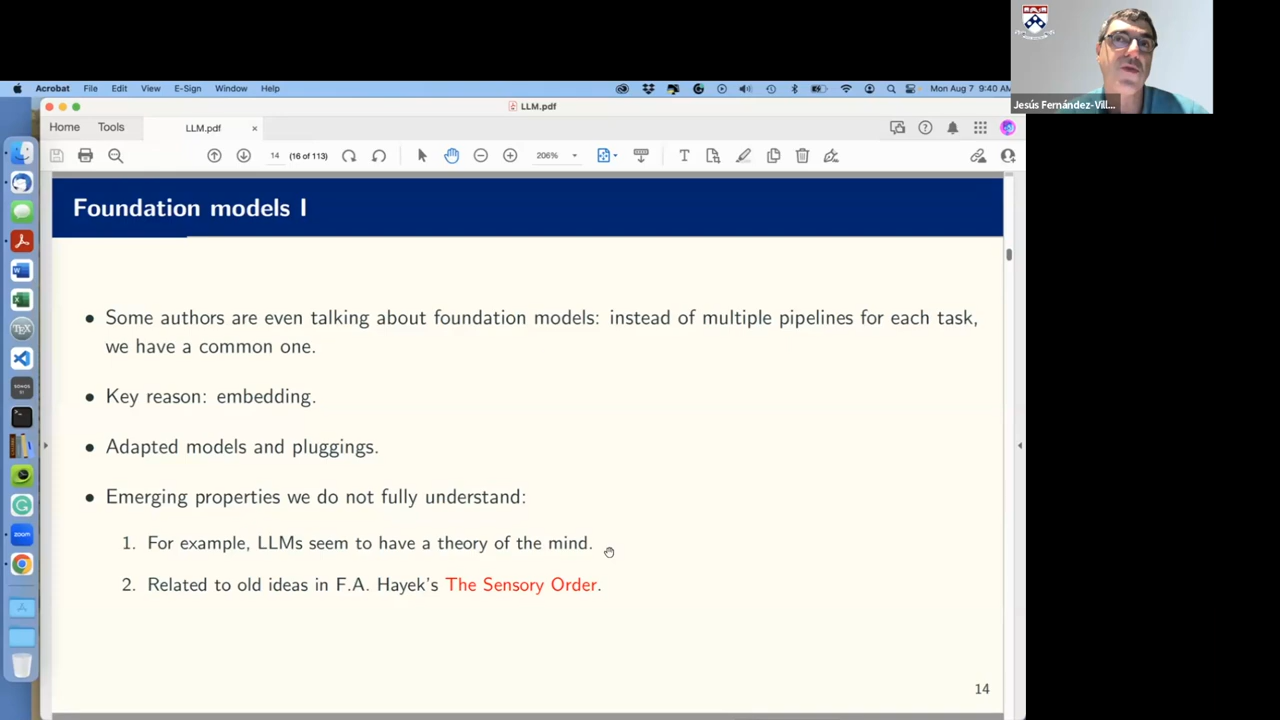 Acrobat File Edit View E-Sign Window Help Mon Aug 7 9:40 AM
LLM.pdf
Home Tools LLM.pdf ×
14 (16 of 113) 206%
Jesús Fernández-Vill...
Foundation models I
• Some authors are even talking about foundation models: instead of multiple pipelines for each task,
we have a common one.
• Key reason: embedding.
• Adapted models and pluggings.
• Emerging properties we do not fully understand:
1. For example, LLMs seem to have a theory of the mind.
2. Related to old ideas in F.A. Hayek's The Sensory Order.
14
SONOS
S1
TEX
zoom